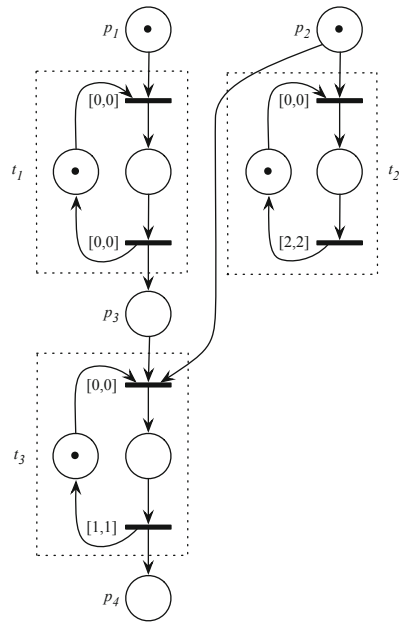 p1 p2
[0,0] [0,0]
t1 t2
[0,0] [2,2]
p3
[0,0]
t3
[1,1]
p4